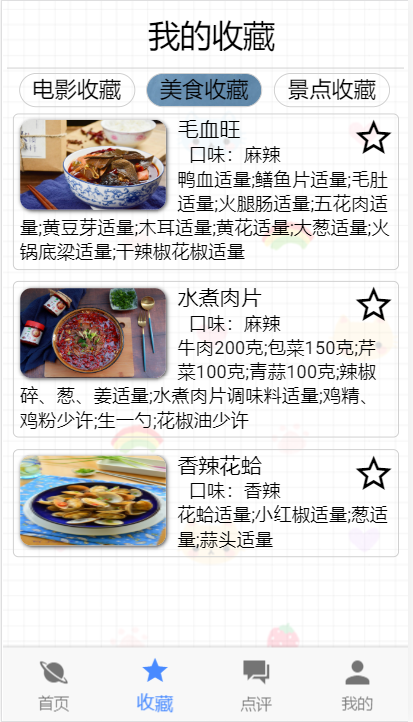 我的收藏
电影收藏 美食收藏 景点收藏
毛血旺
口味：麻辣
鸭血适量;鳝鱼片适量;毛肚
适量;火腿肠适量;五花肉适
量;黄豆芽适量;木耳适量;黄花适量;大葱适量;火
锅底梁适量;干辣椒花椒适量
水煮肉片
口味：麻辣
牛肉200克;包菜150克;芹
菜100克;青蒜100克;辣椒
碎、葱、姜适量;水煮肉片调味料适量;鸡精、
鸡粉少许;生一勺;花椒油少许
香辣花蛤
口味：香辣
花蛤适量;小红椒适量;葱适
量;蒜头适量
首页 收藏 点评 我的